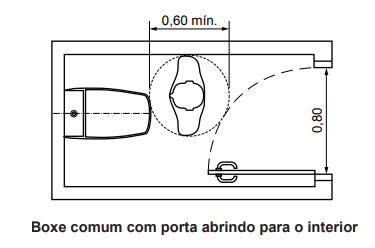 0,60 mín.
0,80
Boxe comum com porta abrindo para o interior